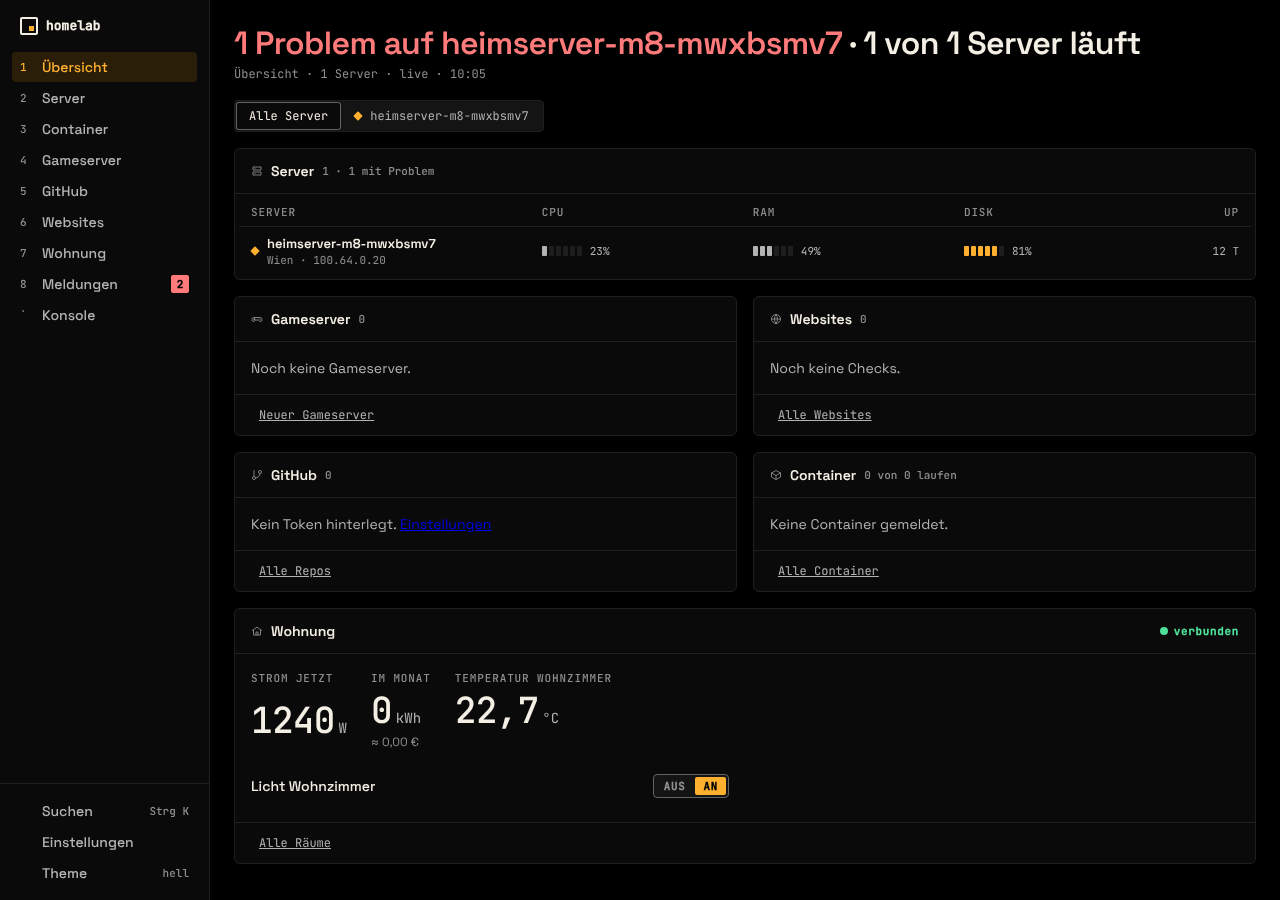 homelab
1 Übersicht
2 Server
3 Container
4 Gameserver
5 GitHub
6 Websites
7 Wohnung
8 Meldungen 2
` Konsole
Suchen Strg K
Einstellungen
Theme hell
1 Problem auf heimserver-m8-mwxbsmv7 · 1 von 1 Server läuft
Übersicht · 1 Server · live · 10:05
Alle Server heimserver-m8-mwxbsmv7
Server 1 · 1 mit Problem
SERVER CPU RAM DISK UP
heimserver-m8-mwxbsmv7 23% 49% 81% 12 T
Wien · 100.64.0.20
Gameserver 0
Noch keine Gameserver.
Neuer Gameserver
Websites 0
Noch keine Checks.
Alle Websites
GitHub 0
Kein Token hinterlegt. Einstellungen
Alle Repos
Container 0 von 0 laufen
Keine Container gemeldet.
Alle Container
Wohnung verbunden
STROM JETZT IM MONAT TEMPERATUR WOHNZIMMER
1240 W 0 kWh 22,7 °C
≈ 0,00 €
Licht Wohnzimmer AUS AN
Alle Räume